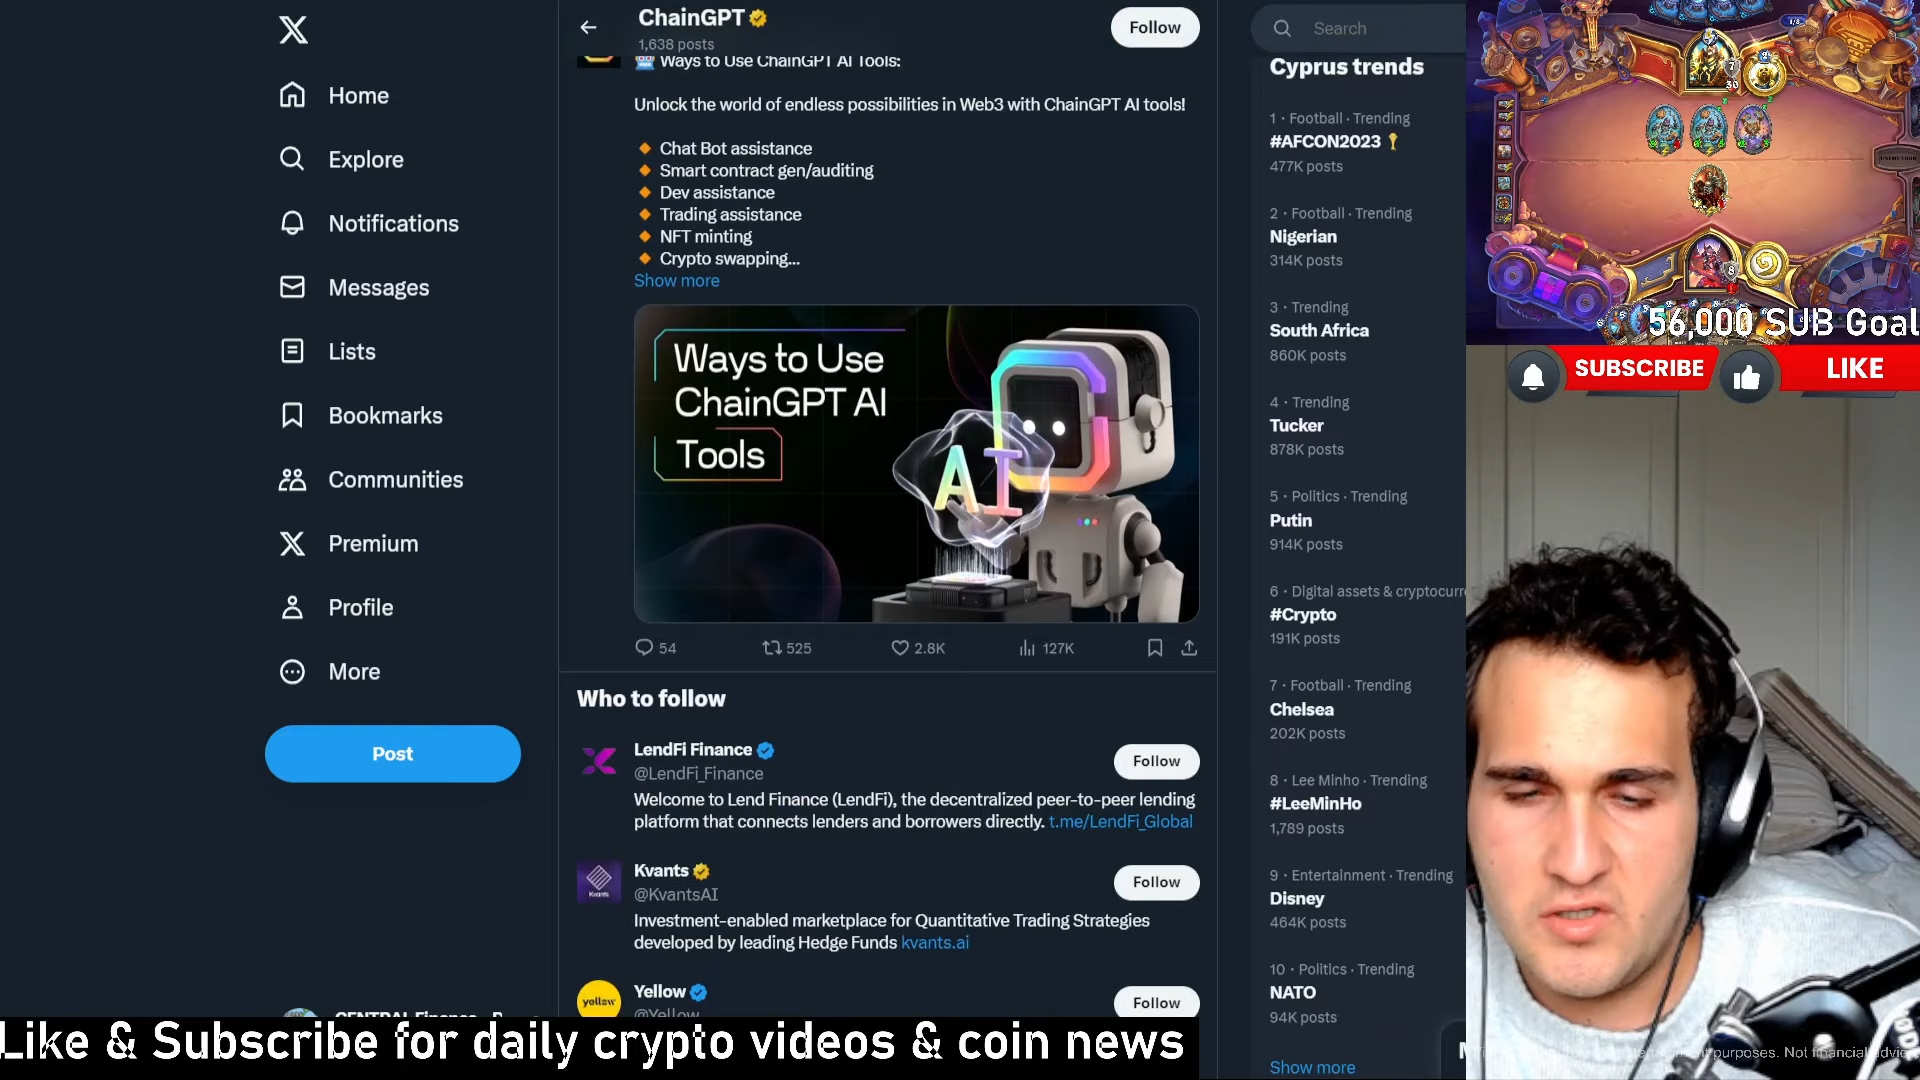 Home
Explore
Notifications
Messages
Lists
Bookmarks
Communities
Premium
Profile
More
Post
ChainGPT
1,638 posts
Follow
Ways to Use ChainGPT AI Tools:
Unlock the world of endless possibilities in Web3 with ChainGPT AI tools!
Chat Bot assistance
Smart contract gen/auditing
Dev assistance
Trading assistance
NFT minting
Crypto swapping...
Show more
Ways to Use
ChainGPT AI
Tools
AI
54
525
2.8K
127K
Who to follow
LendFi Finance
@LendFi_Finance
Follow
Welcome to Lend Finance (LendFi), the decentralized peer-to-peer lending
platform that connects lenders and borrowers directly. t.me/LendFi_Global
Kvants
@KvantsAI
Follow
Investment-enabled marketplace for Quantitative Trading Strategies
developed by leading Hedge Funds kvants.ai
yellow
Yellow
@Yellow
Follow
Search
Cyprus trends
1 · Football · Trending
#AFCON2023
477K posts
2 · Football · Trending
Nigerian
314K posts
3 · Trending
South Africa
860K posts
4 · Trending
Tucker
878K posts
5 · Politics · Trending
Putin
914K posts
6 · Digital assets & cryptocurr
#Crypto
191K posts
7 · Football · Trending
Chelsea
202K posts
8 · Lee Minho · Trending
#LeeMinHo
1,789 posts
9 · Entertainment · Trending
Disney
464K posts
10 · Politics · Trending
NATO
94K posts
Show more
56,000 SUB Goal
SUBSCRIBE
LIKE
Like & Subscribe for daily crypto videos & coin news
purposes. Not financial advic